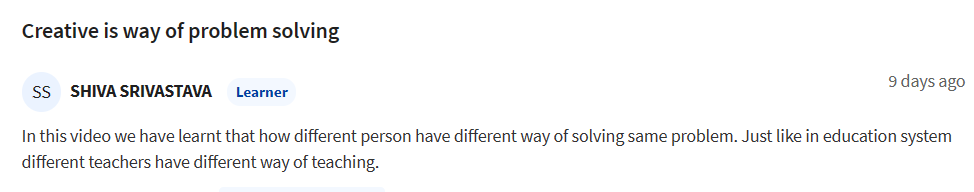 Creative is way of problem solving
SS SHIVA SRIVASTAVA Learner
9 days ago
In this video we have learnt that how different person have different way of solving same problem. Just like in education system
different teachers have different way of teaching.